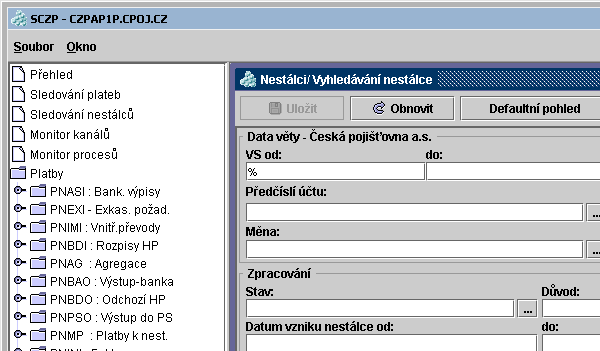 SCZP - CZPAP1P.CPOJ.CZ
Soubor Okno
Přehled
Sledování plateb
Sledování nestálců
Monitor kanálů
Monitor procesů
Platby
PNASI : Bank. výpisy
PNEXI - Exkas. požad.
PNIMI : Vnitř.převody
PNBDI : Rozpisy HP
PNAG : Agregace
PNBAO : Výstup-banka
PNBDO : Odchozí HP
PNPSO : Výstup do PS
PNMP : Platby k nest.
Nestálci/ Vyhledávání nestálce
Uložit Obnovit Defaultní pohled
Data věty - Česká pojišťovna a.s.
VS od: do:
%
Předčíslí účtu:
...
Měna:
...
Zpracování
Stav: Důvod:
...
Datum vzniku nestálce od: do: